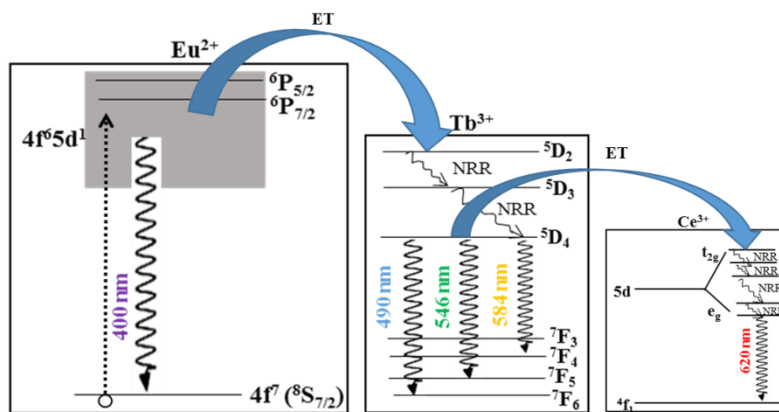 ET
Eu²⁺
⁶P₅/₂
⁶P₇/₂
4f⁶5d¹
400 nm
4f⁷ (⁸S₇/₂)
Tb³⁺
⁵D₂
NRR
⁵D₃
NRR
⁵D₄
490 nm
546 nm
584 nm
⁷F₃
⁷F₄
⁷F₅
⁷F₆
ET
Ce³⁺
t₂g
NRR
NRR
5d
NRR
eg
NRR
620 nm